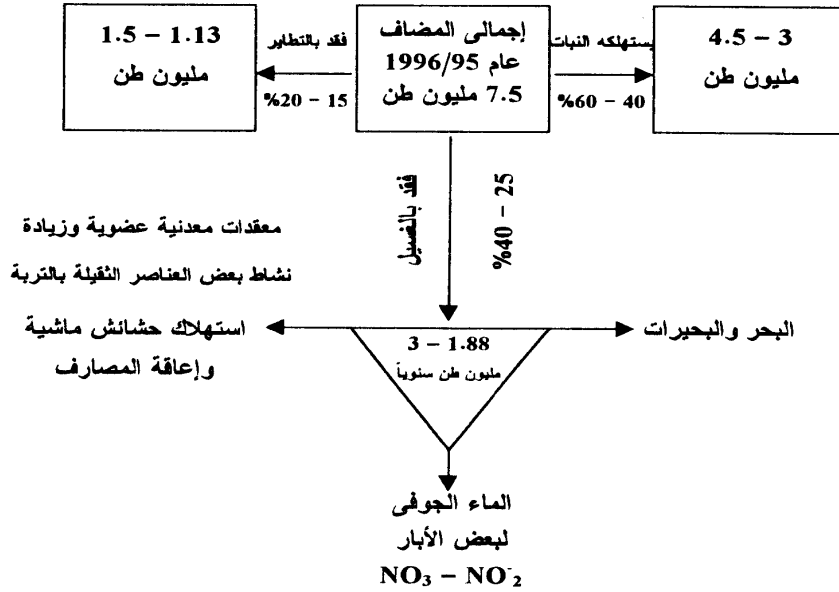 إجمالى المضاف
عام 1996/95
7.5 مليون طن
يستهلكه النبات
%60 – 40
4.5 – 3
مليون طن
فقد بالتطاير
%20 – 15
1.5 – 1.13
مليون طن
فقد بالغسيل
%40 – 25
معقدات معدنية عضوية وزيادة
نشاط بعض العناصر الثقيلة بالتربة
استهلاك حشائش ماشية
وإعاقة المصارف
3 – 1.88
مليون طن سنوياً
البحر والبحيرات
الماء الجوفى
لبعض الأبار
NO₃ – NO⁻₂